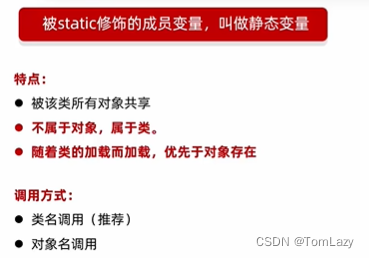 被static修饰的成员变量，叫做静态变量
特点：
● 被该类所有对象共享
● 不属于对象，属于类。
● 随着类的加载而加载，优先于对象存在
调用方式：
● 类名调用（推荐）
● 对象名调用
CSDN @TomLazy